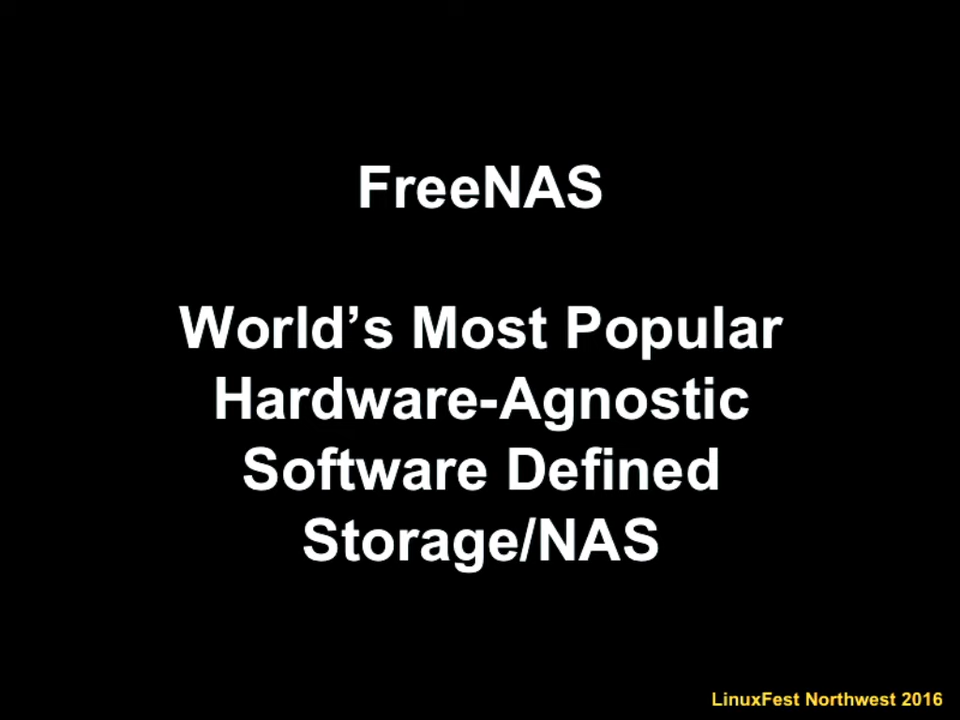 FreeNAS
World’s Most Popular
Hardware-Agnostic
Software Defined
Storage/NAS
LinuxFest Northwest 2016